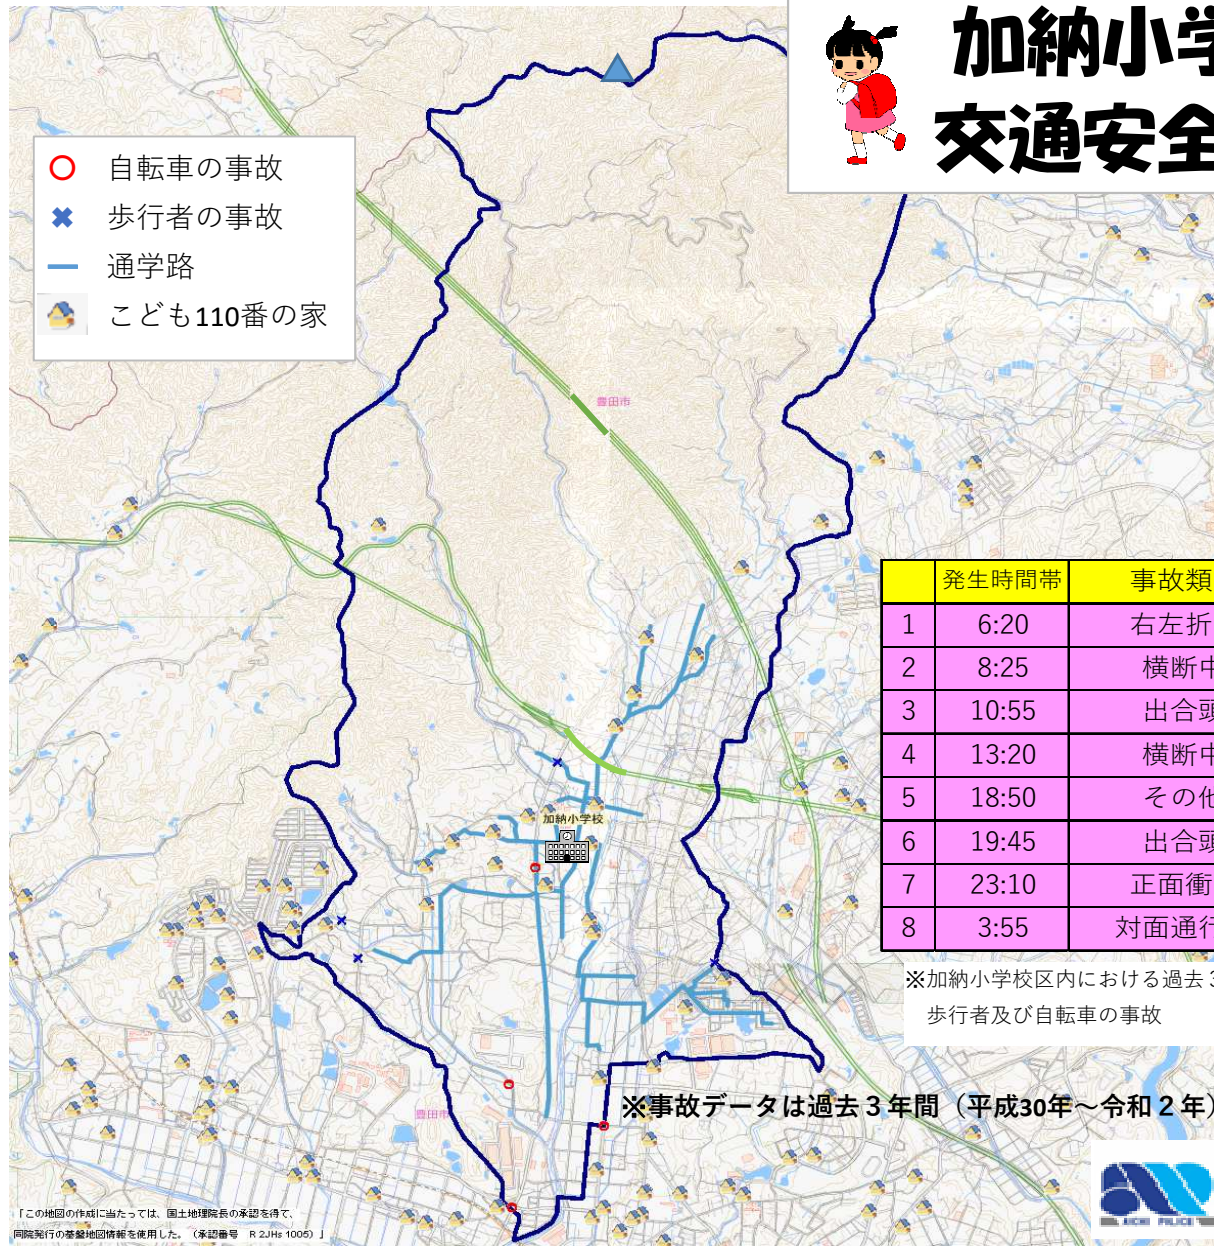 加納小学
交通安全
自転車の事故
歩行者の事故
通学路
こども110番の家
豊田市
発生時間帯 事故類
1 6:20 右左折
2 8:25 横断中
3 10:55 出合頭
4 13:20 横断中
5 18:50 その他
6 19:45 出合頭
7 23:10 正面衝
8 3:55 対面通行
加納小学校
※加納小学校区内における過去3
歩行者及び自転車の事故
※事故データは過去3年間（平成30年～令和2年）
豊田市
「この地図の作成に当たっては、国土地理院長の承認を得て、
同院発行の基盤地図情報を使用した。（承認番号 R 2JHs 1005）」
AICHI POLICE